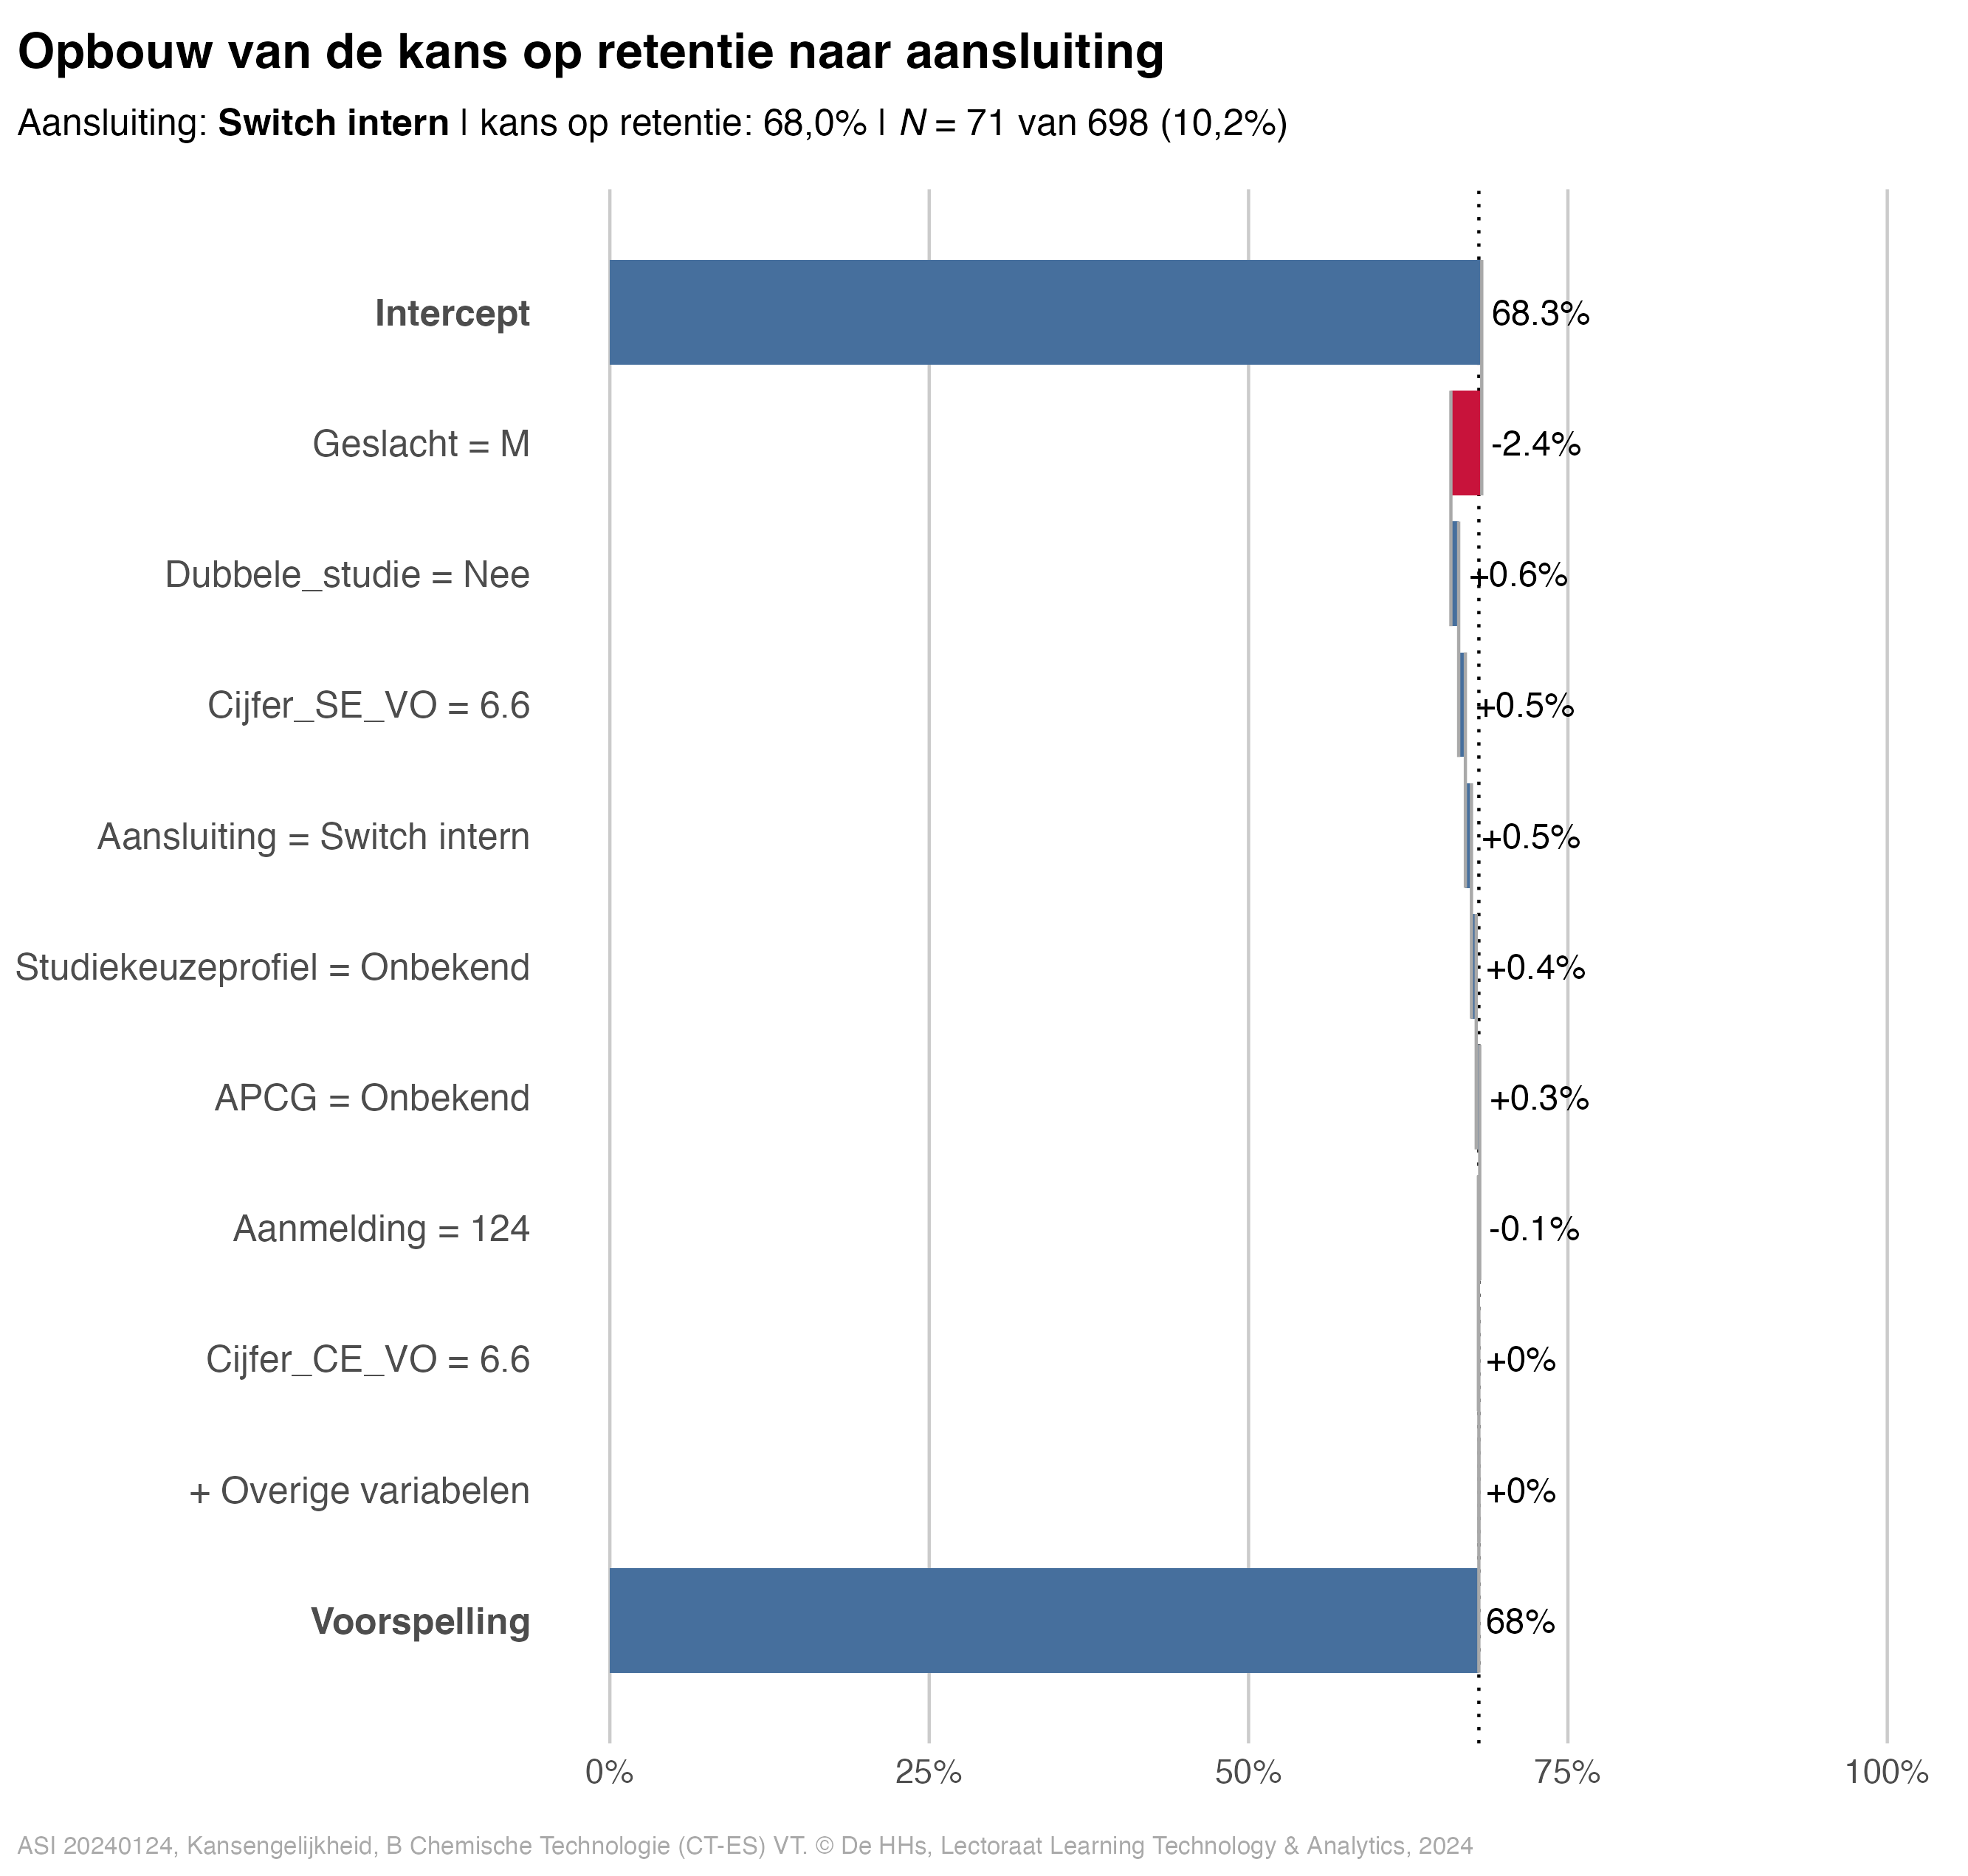 Opbouw van de kans op retentie naar aansluiting
Aansluiting: Switch intern | kans op retentie: 68,0% | N = 71 van 698 (10,2%)
Intercept 68.3%
Geslacht = M -2.4%
Dubbele_studie = Nee +0.6%
Cijfer_SE_VO = 6.6 +0.5%
Aansluiting = Switch intern +0.5%
Studiekeuzeprofiel = Onbekend +0.4%
APCG = Onbekend +0.3%
Aanmelding = 124 -0.1%
Cijfer_CE_VO = 6.6 +0%
+ Overige variabelen +0%
Voorspelling 68%
0% 25% 50% 75% 100%
ASI 20240124, Kansengelijkheid, B Chemische Technologie (CT-ES) VT. © De HHs, Lectoraat Learning Technology & Analytics, 2024